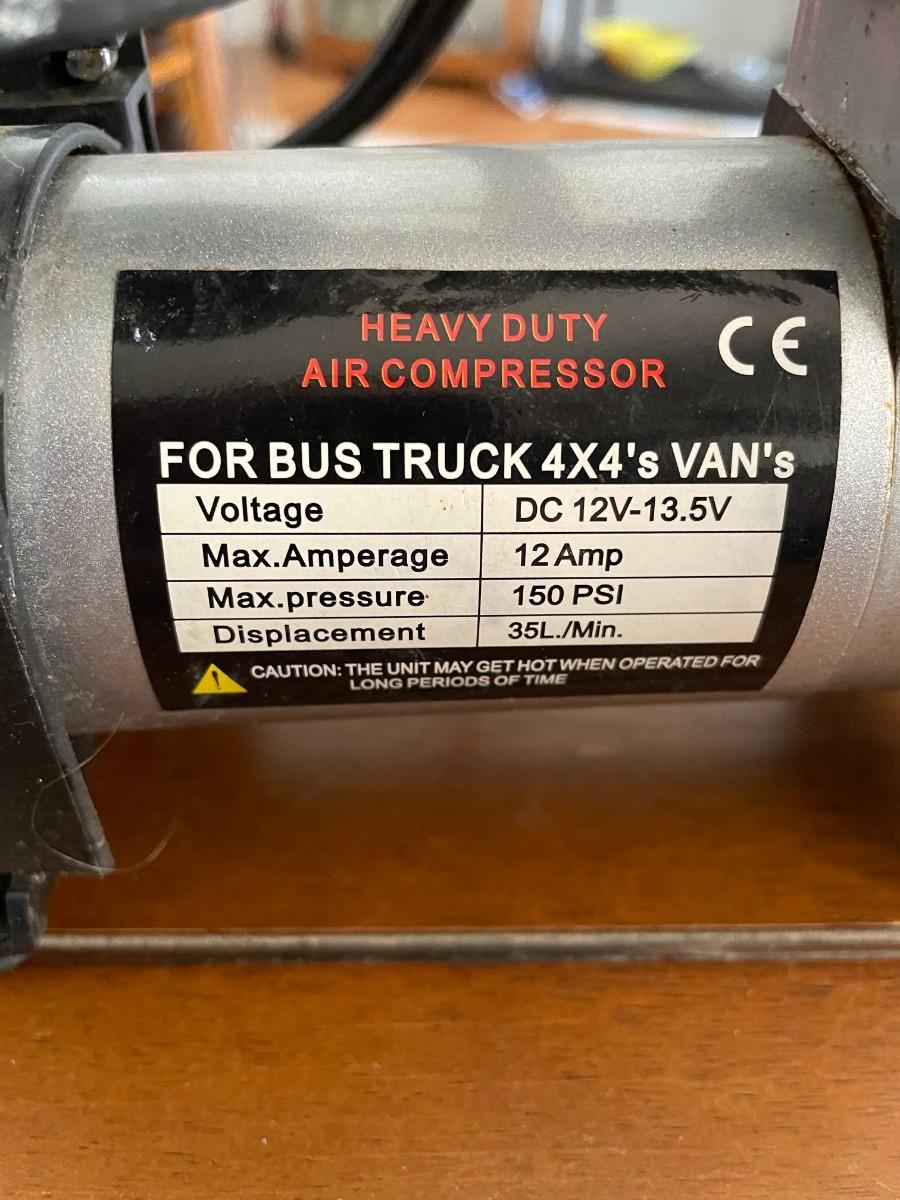 HEAVY DUTY
AIR COMPRESSOR
CE
FOR BUS TRUCK 4X4's VAN's
Voltage DC 12V-13.5V
Max.Amperage 12 Amp
Max.pressure 150 PSI
Displacement 35L./Min.
CAUTION: THE UNIT MAY GET HOT WHEN OPERATED FOR
LONG PERIODS OF TIME